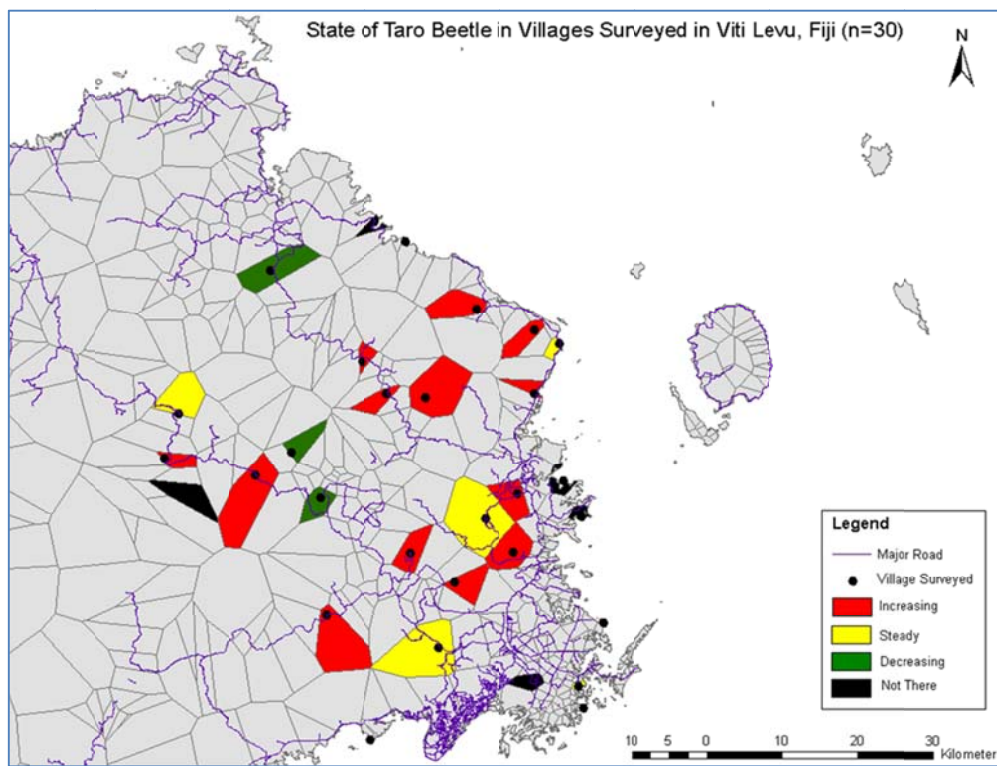 State of Taro Beetle in Villages Surveyed in Viti Levu, Fiji (n=30)
N
Legend
Major Road
Village Surveyed
Increasing
Steady
Decreasing
Not There
10 5 0 10 20 30
Kilometer